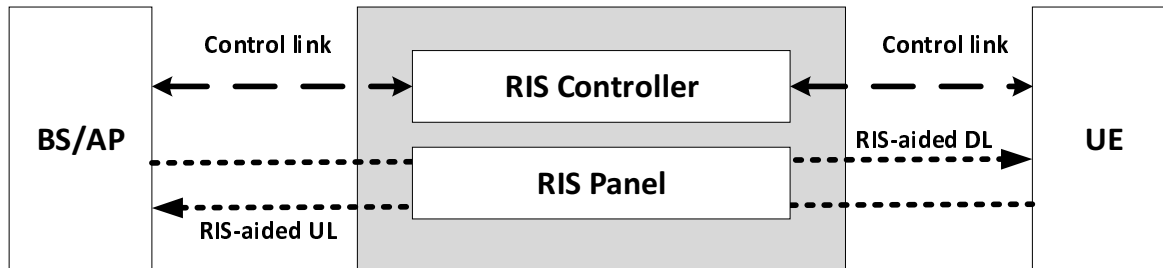 Control link
Control link
RIS Controller
BS/AP
RIS-aided DL
UE
RIS Panel
RIS-aided UL